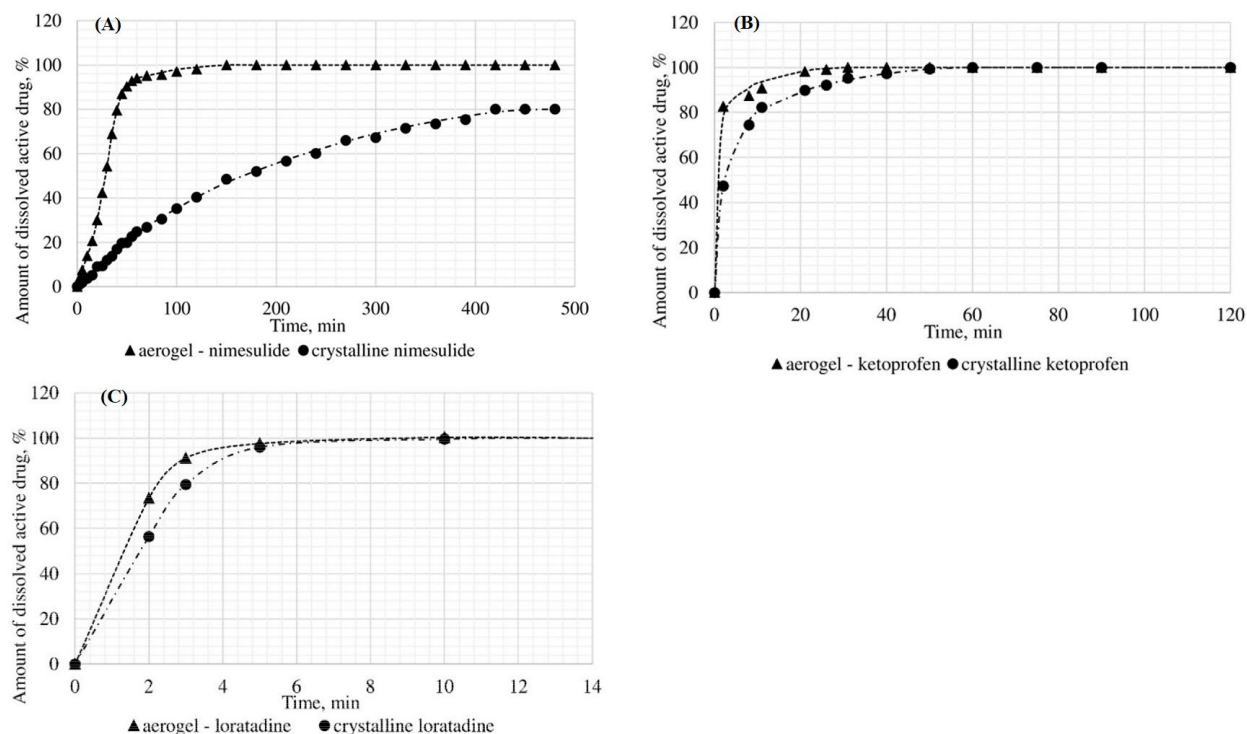 (A)
Amount of dissolved active drug, %
120
100
80
60
40
20
0
0 100 200 300 400 500
Time, min
▲ aerogel - nimesulide ● crystalline nimesulide
(B)
Amount of dissolved active drug, %
120
100
80
60
40
20
0
0 20 40 60 80 100 120
Time, min
▲ aerogel - ketoprofen ● crystalline ketoprofen
(C)
Amount of dissolved active drug, %
120
100
80
60
40
20
0
0 2 4 6 8 10 12 14
Time, min
▲ aerogel - loratadine ● crystalline loratadine